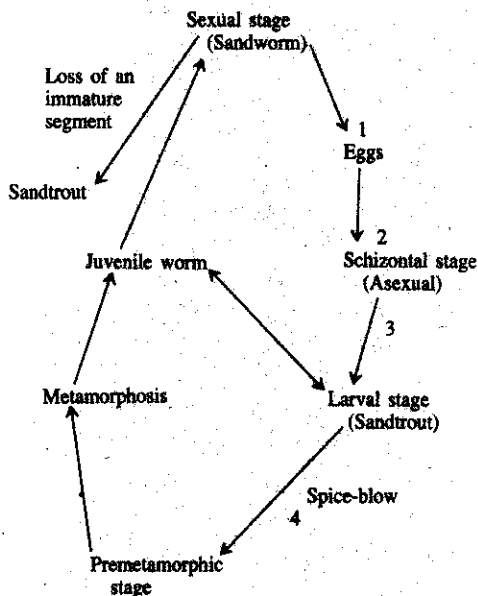 Sexual stage
(Sandworm)
Loss of an
immature
segment
1
Eggs
Sandtrout
2
Schizontal stage
(Asexual)
Juvenile worm
3
Metamorphosis
Larval stage
(Sandtrout)
Spice-blow
4
Premetamorphic
stage